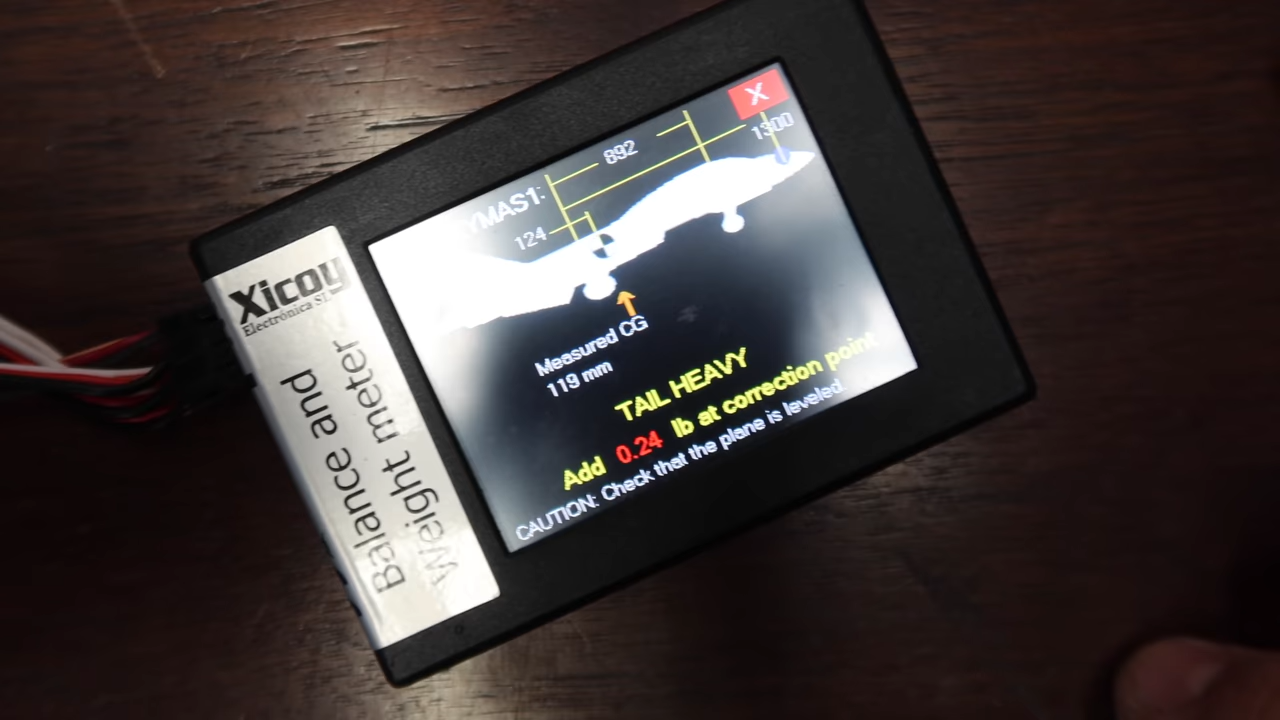 X
1300
892
YMAS1:
124
Measured CG
119 mm
TAIL HEAVY
Add 0.24 lb at correction point
CAUTION: Check that the plane is leveled
Xicoy
Electrónica SL
Balance and
Weight meter